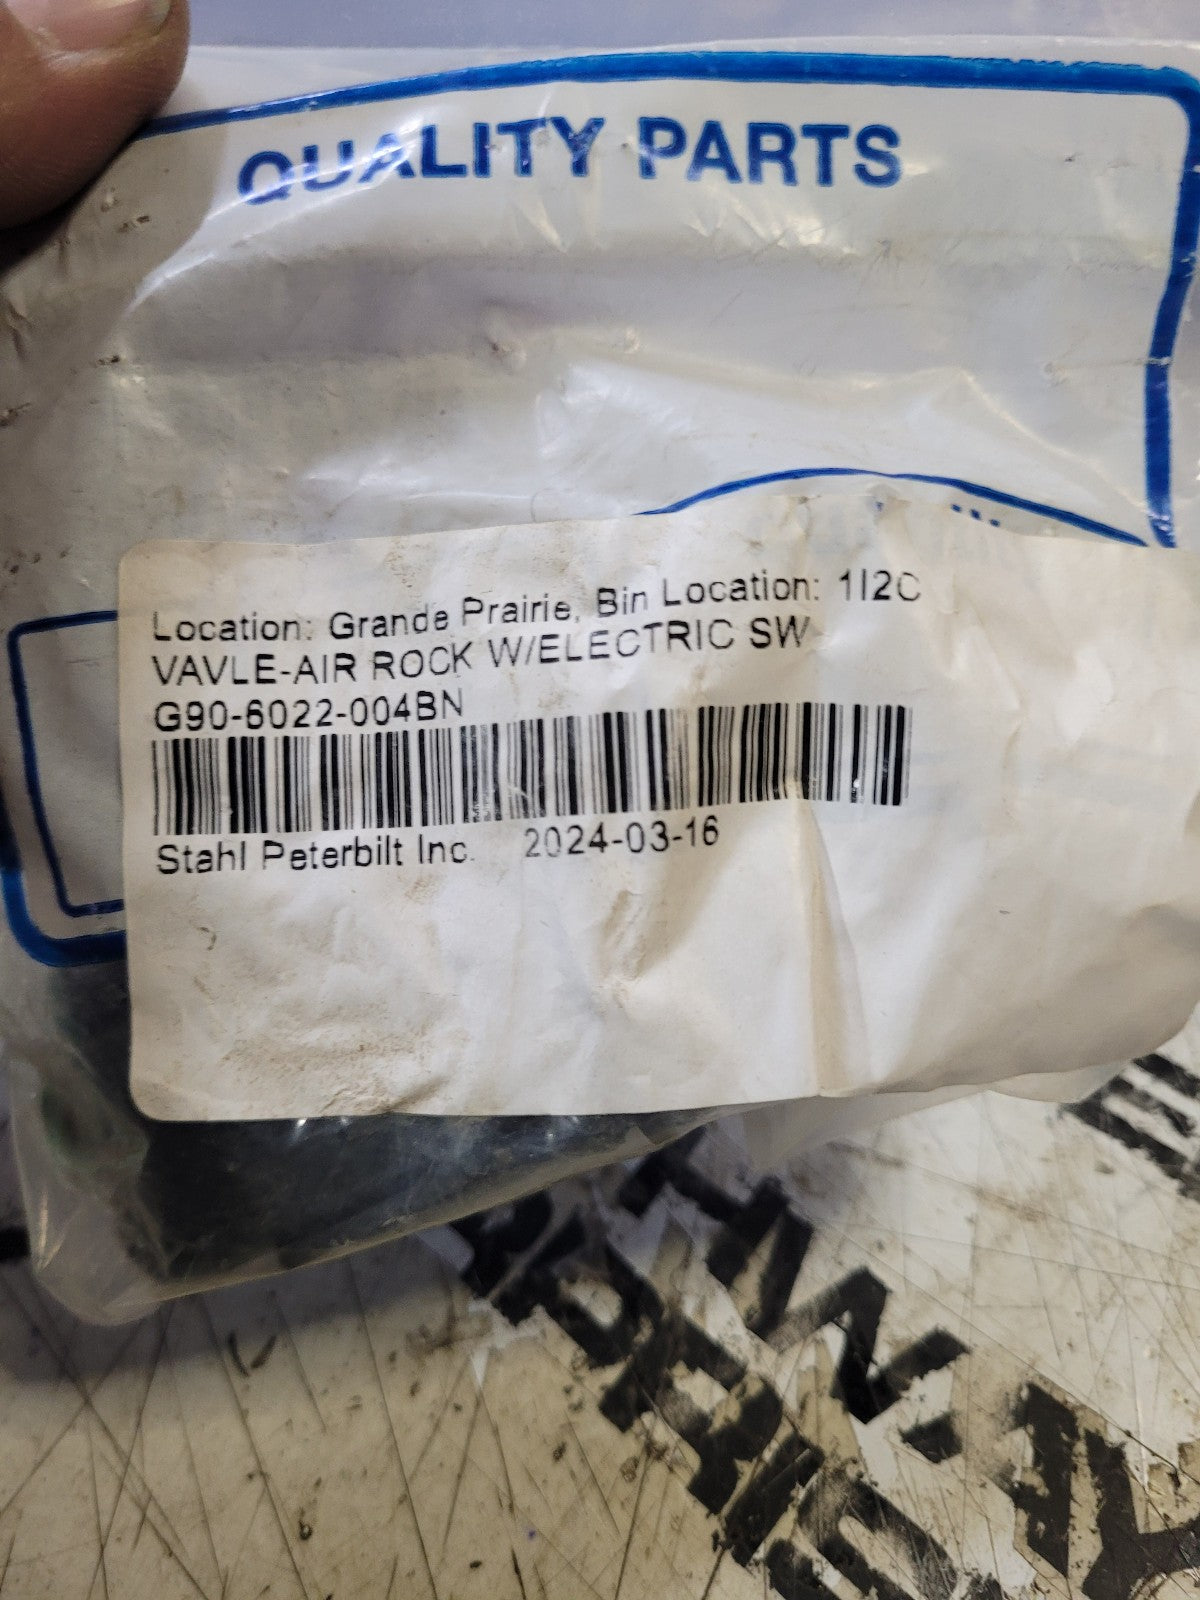 QUALITY PARTS
Location: Grande Prairie, Bin Location: 1I2C
VAVLE-AIR ROCK W/ELECTRIC SW
G90-6022-004BN
Stahl Peterbilt Inc. 2024-03-16